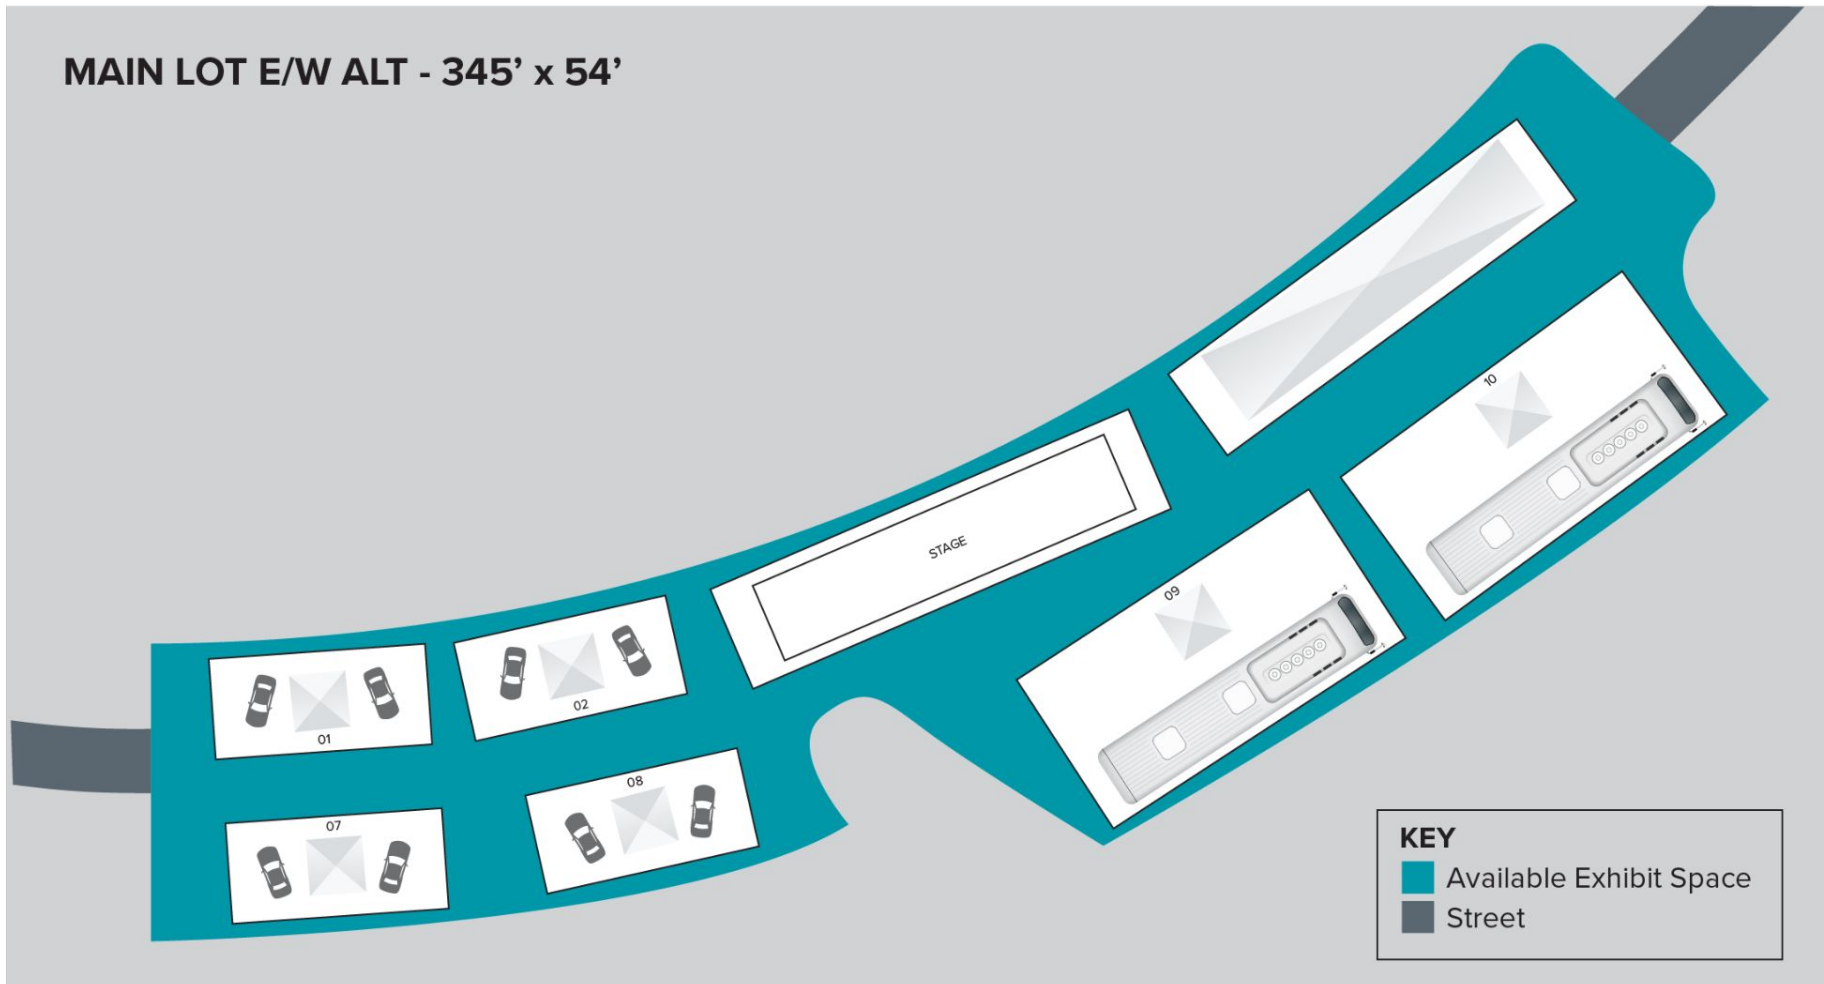 MAIN LOT E/W ALT - 345’ x 54’
10
09
STAGE
01
02
07
08
KEY
Available Exhibit Space
Street